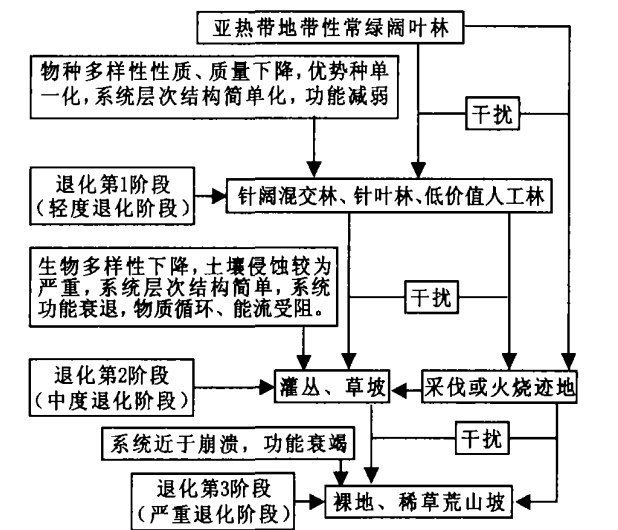 亚热带地带性常绿阔叶林
物种多样性性质、质量下降，优势种单
一化，系统层次结构简单化，功能减弱
干扰
退化第1阶段
（轻度退化阶段）
针阔混交林、针叶林、低价值人工林
生物多样性下降，土壤侵蚀较为
严重，系统层次结构简单，系统
功能衰退，物质循环、能流受阻。
干扰
退化第2阶段
（中度退化阶段）
灌丛、草坡
采伐或火烧迹地
系统近于崩溃，功能衰竭
干扰
退化第3阶段
（严重退化阶段）
裸地、稀草荒山坡